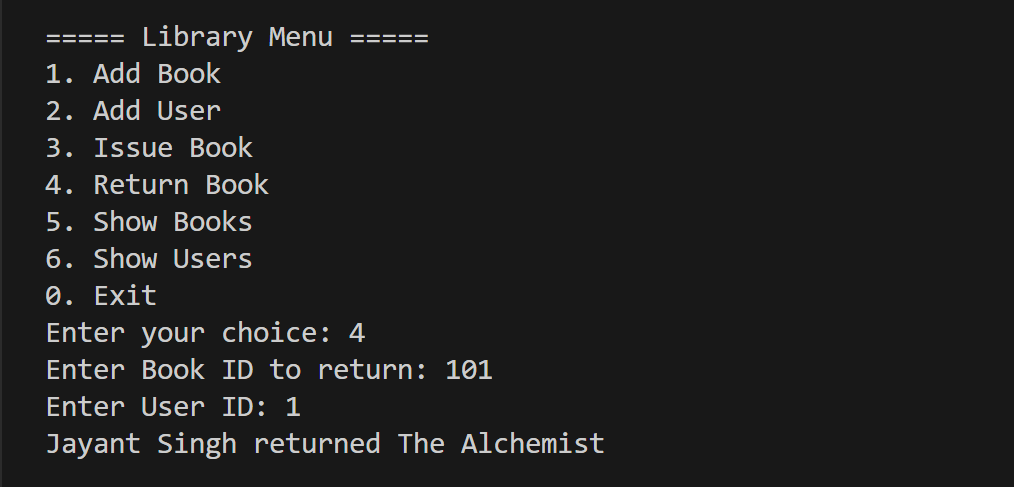 ===== Library Menu =====
1. Add Book
2. Add User
3. Issue Book
4. Return Book
5. Show Books
6. Show Users
0. Exit
Enter your choice: 4
Enter Book ID to return: 101
Enter User ID: 1
Jayant Singh returned The Alchemist